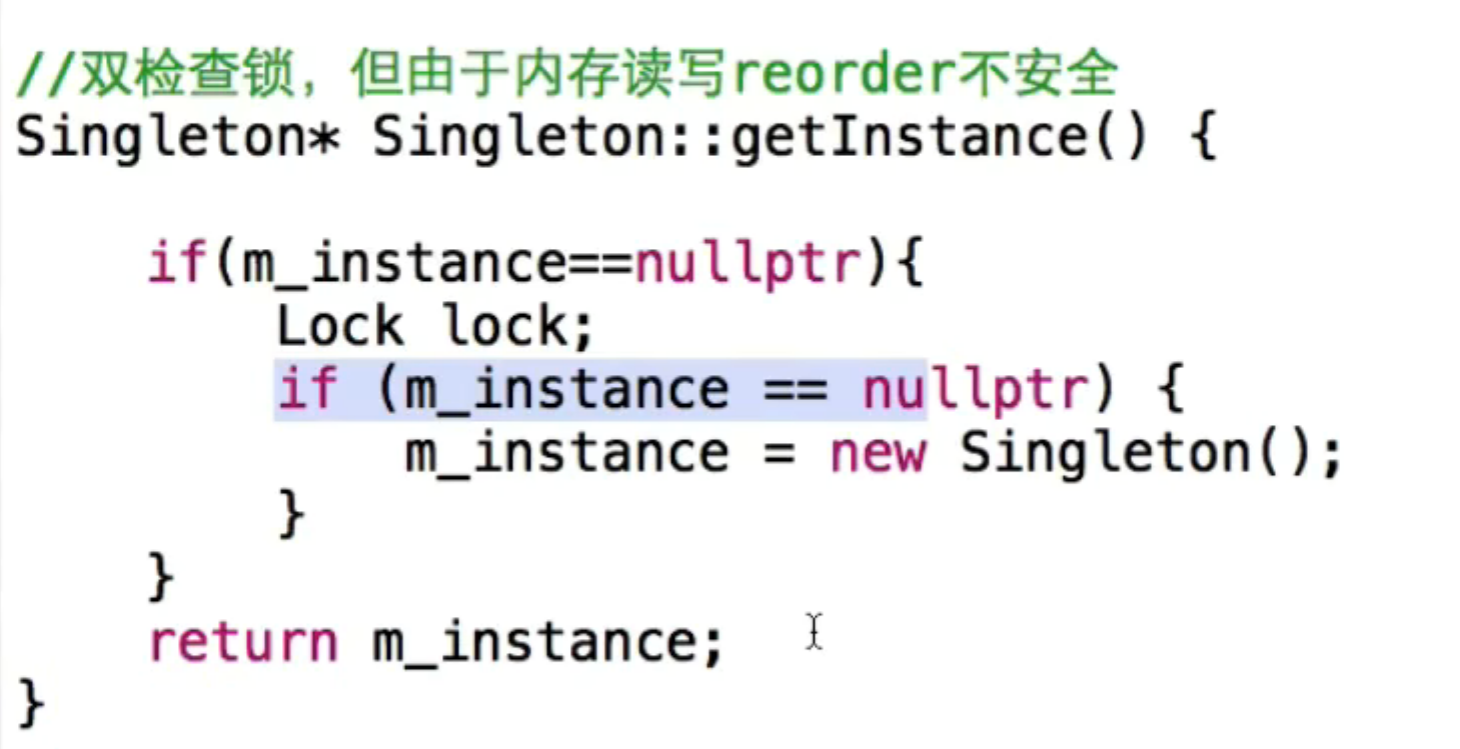 //双检查锁，但由于内存读写reorder不安全
Singleton* Singleton::getInstance() {
if(m_instance==nullptr){
Lock lock;
if (m_instance == nullptr) {
m_instance = new Singleton();
}
}
return m_instance;
}